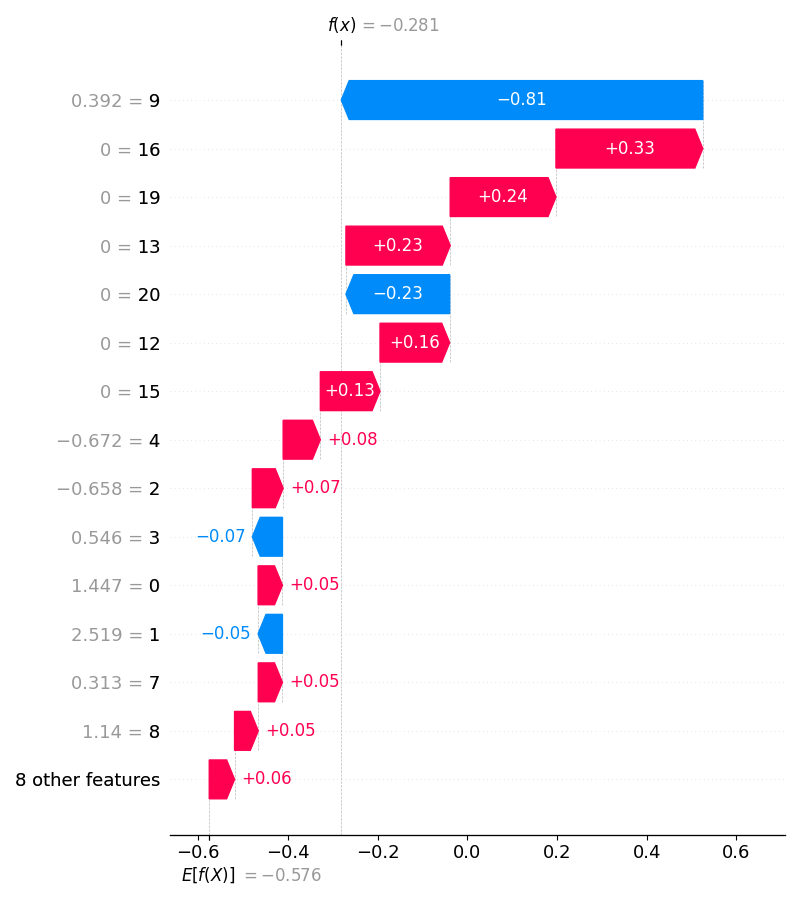 f(x) = −0.281
0.392 = 9
−0.81
0 = 16
+0.33
0 = 19
+0.24
0 = 13
+0.23
0 = 20
−0.23
0 = 12
+0.16
0 = 15
+0.13
−0.672 = 4
+0.08
−0.658 = 2
+0.07
0.546 = 3
−0.07
1.447 = 0
+0.05
2.519 = 1
−0.05
0.313 = 7
+0.05
1.14 = 8
+0.05
8 other features
+0.06
−0.6 −0.4 −0.2 0.0 0.2 0.4 0.6
E[f(X)] = −0.576